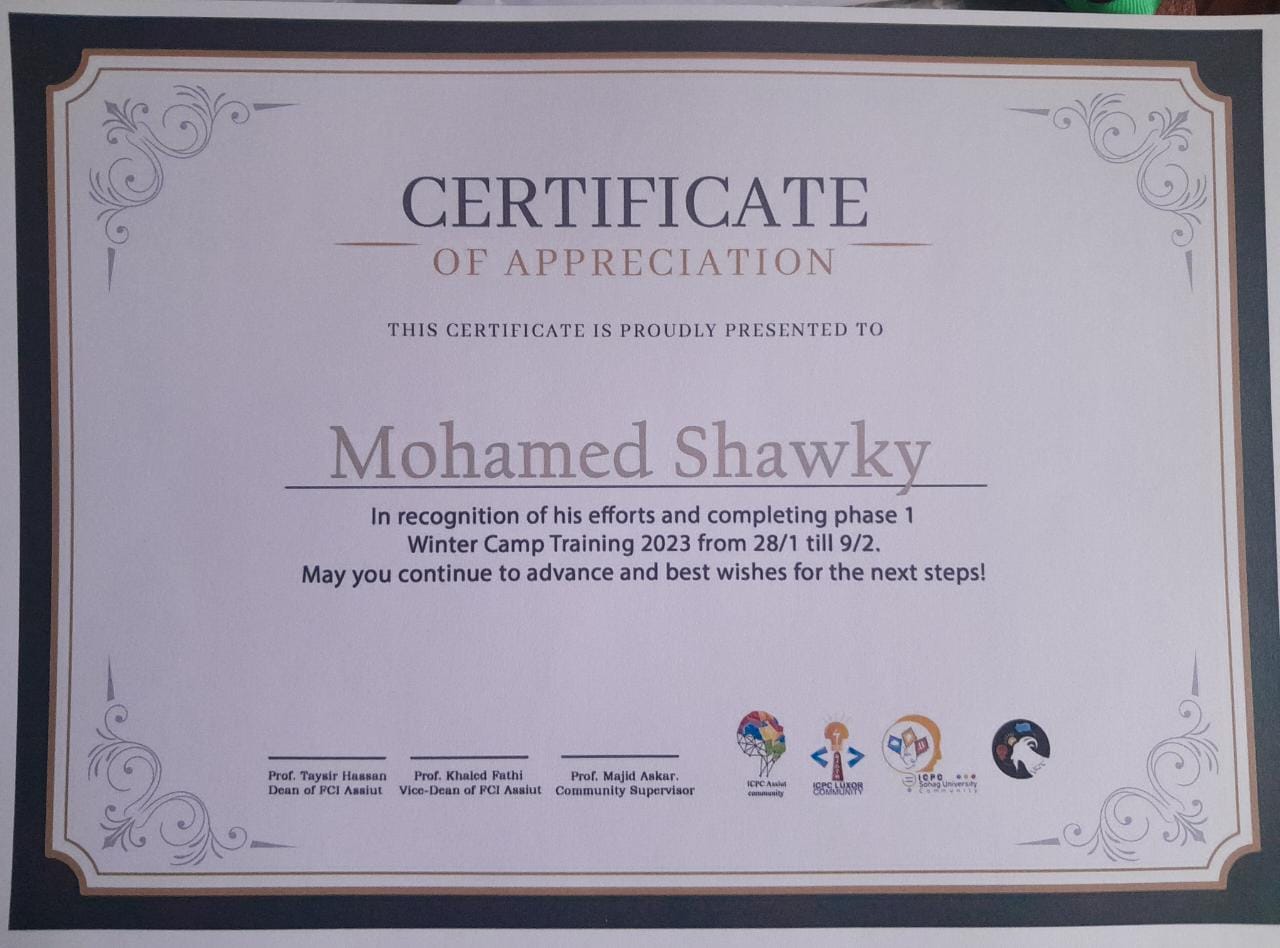 CERTIFICATE
OF APPRECIATION
THIS CERTIFICATE IS PROUDLY PRESENTED TO
Mohamed Shawky
In recognition of his efforts and completing phase 1
Winter Camp Training 2023 from 28/1 till 9/2.
May you continue to advance and best wishes for the next steps!
Prof. Taysir Hassan
Dean of FCI Assiut
Prof. Khaled Fathi
Vice-Dean of FCI Assiut
Prof. Majid Askar.
Community Supervisor
ICPC Assiut
community
ICPC LUXOR
COMMUNITY
ICPC
Sohag University
Community